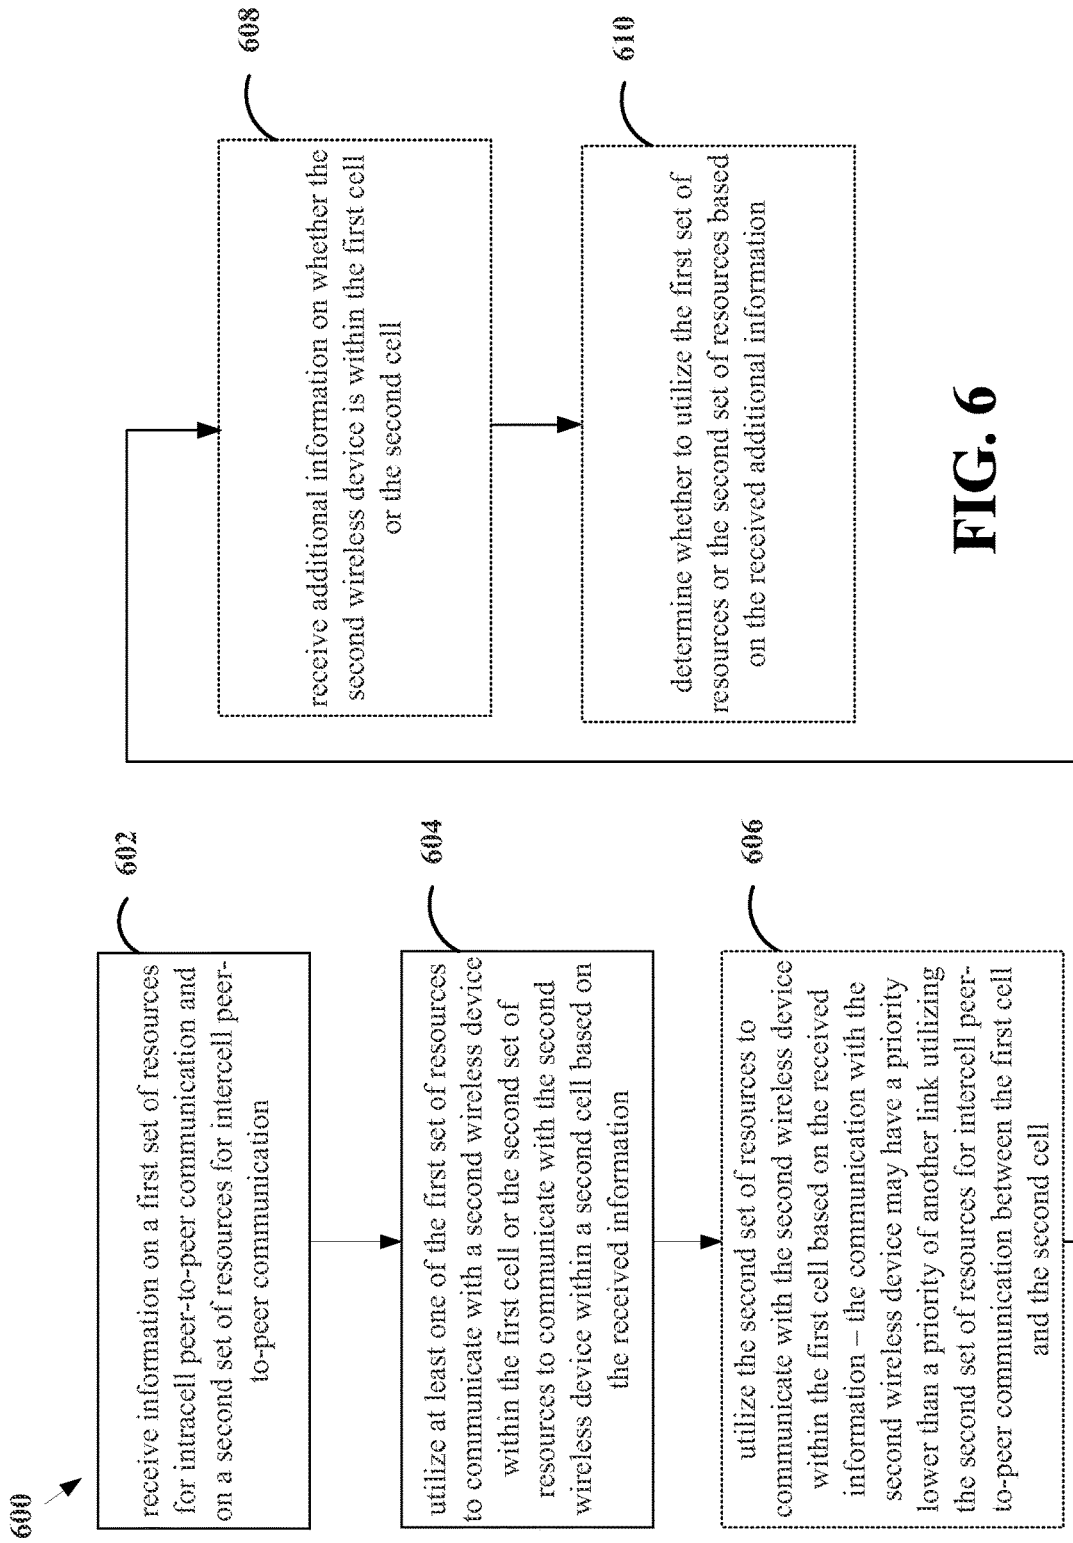 600
602
receive information on a first set of resources
for intracell peer-to-peer communication and
on a second set of resources for intercell peer-
to-peer communication
604
utilize at least one of the first set of resources
to communicate with a second wireless device
within the first cell or the second set of
resources to communicate with the second
wireless device within a second cell based on
the received information
606
utilize the second set of resources to
communicate with the second wireless device
within the first cell based on the received
information – the communication with the
second wireless device may have a priority
lower than a priority of another link utilizing
the second set of resources for intercell peer-
to-peer communication between the first cell
and the second cell
608
receive additional information on whether the
second wireless device is within the first cell
or the second cell
610
determine whether to utilize the first set of
resources or the second set of resources based
on the received additional information
FIG. 6